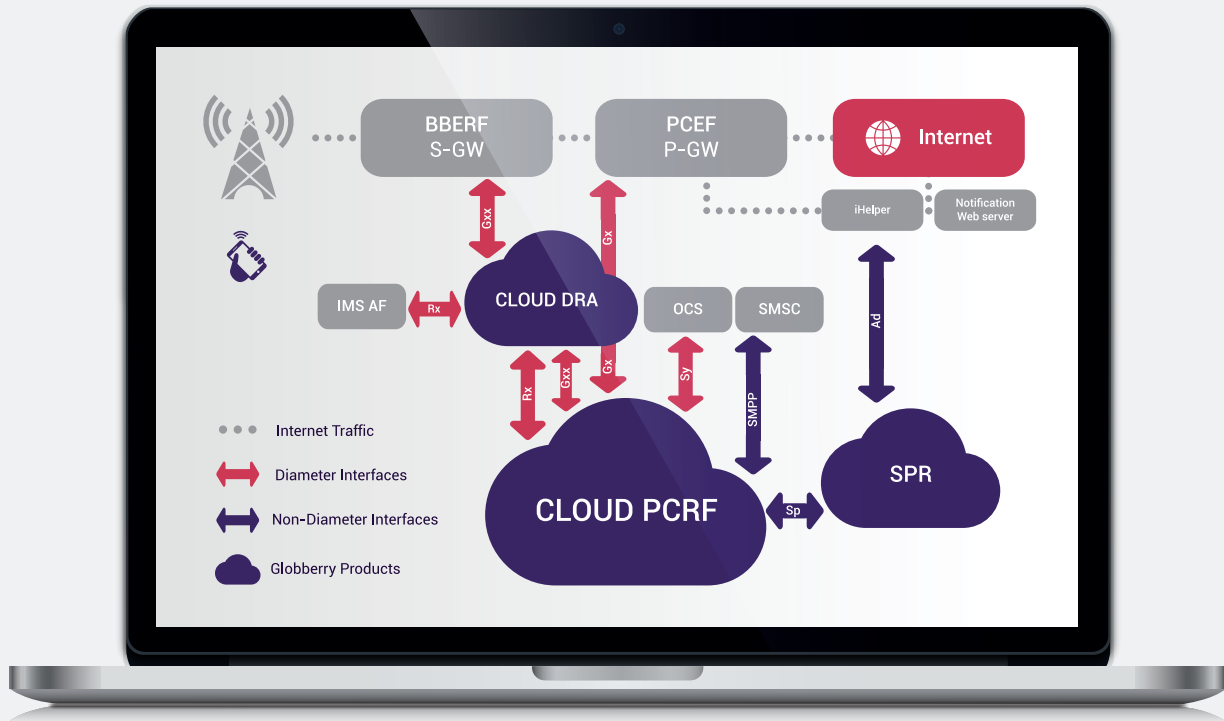 BBERF
S-GW
PCEF
P-GW
Internet
iHelper
Notification
Web server
Gxx
Gx
IMS AF
Rx
CLOUD DRA
OCS
SMSC
Ad
Rx
Gxx
Gx
Sy
SMPP
Internet Traffic
Diameter Interfaces
Non-Diameter Interfaces
Globberry Products
CLOUD PCRF
Sp
SPR